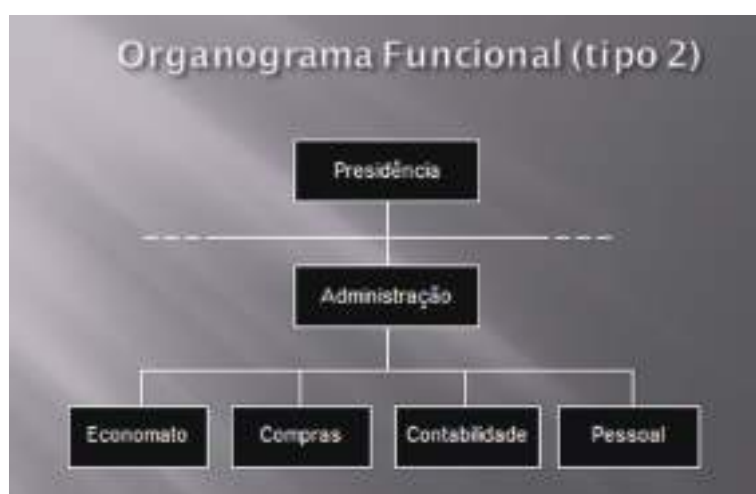 Organograma Funcional (tipo 2)
Presidência
Administração
Economato
Compras
Contabilidade
Pessoal